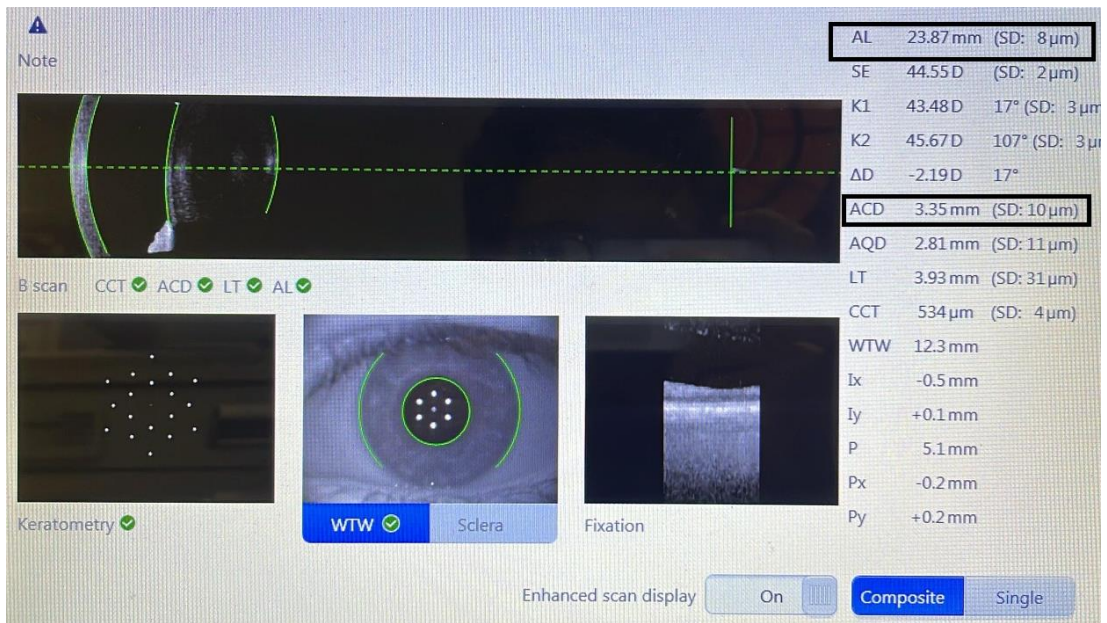 Note
B scan CCT ACD LT AL
Keratometry
WTW Sclera
Fixation
AL 23.87 mm (SD: 8 µm)
SE 44.55 D (SD: 2 µm)
K1 43.48 D 17° (SD: 3 µm
K2 45.67 D 107° (SD: 3 µ
ΔD -2.19 D 17°
ACD 3.35 mm (SD: 10 µm)
AQD 2.81 mm (SD: 11 µm)
LT 3.93 mm (SD: 31 µm)
CCT 534 µm (SD: 4 µm)
WTW 12.3 mm
Ix -0.5 mm
Iy +0.1 mm
P 5.1 mm
Px -0.2 mm
Py +0.2 mm
Enhanced scan display On Composite Single